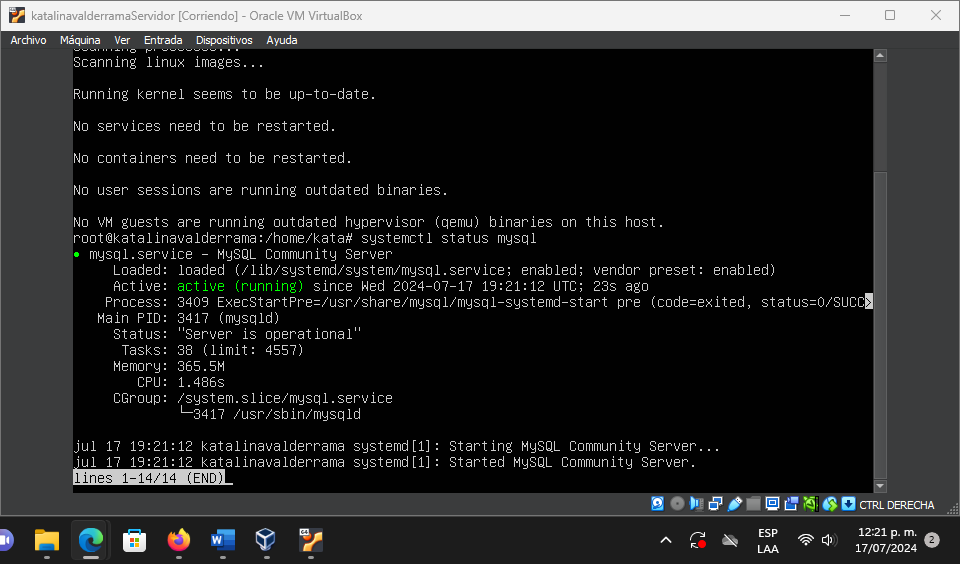 katalinavalderramaServidor [Corriendo] - Oracle VM VirtualBox
Archivo Máquina Ver Entrada Dispositivos Ayuda
Scanning processes...
Scanning linux images...
Running kernel seems to be up-to-date.
No services need to be restarted.
No containers need to be restarted.
No user sessions are running outdated binaries.
No VM guests are running outdated hypervisor (qemu) binaries on this host.
root@katalinavalderrama:/home/kata# systemctl status mysql
● mysql.service - MySQL Community Server
Loaded: loaded (/lib/systemd/system/mysql.service; enabled; vendor preset: enabled)
Active: active (running) since Wed 2024-07-17 19:21:12 UTC; 23s ago
Process: 3409 ExecStartPre=/usr/share/mysql/mysql-systemd-start pre (code=exited, status=0/SUCC>
Main PID: 3417 (mysqld)
Status: "Server is operational"
Tasks: 38 (limit: 4557)
Memory: 365.5M
CPU: 1.486s
CGroup: /system.slice/mysql.service
└─3417 /usr/sbin/mysqld
jul 17 19:21:12 katalinavalderrama systemd[1]: Starting MySQL Community Server...
jul 17 19:21:12 katalinavalderrama systemd[1]: Started MySQL Community Server.
lines 1-14/14 (END)
CTRL DERECHA
ESP
LAA
12:21 p. m.
17/07/2024
2